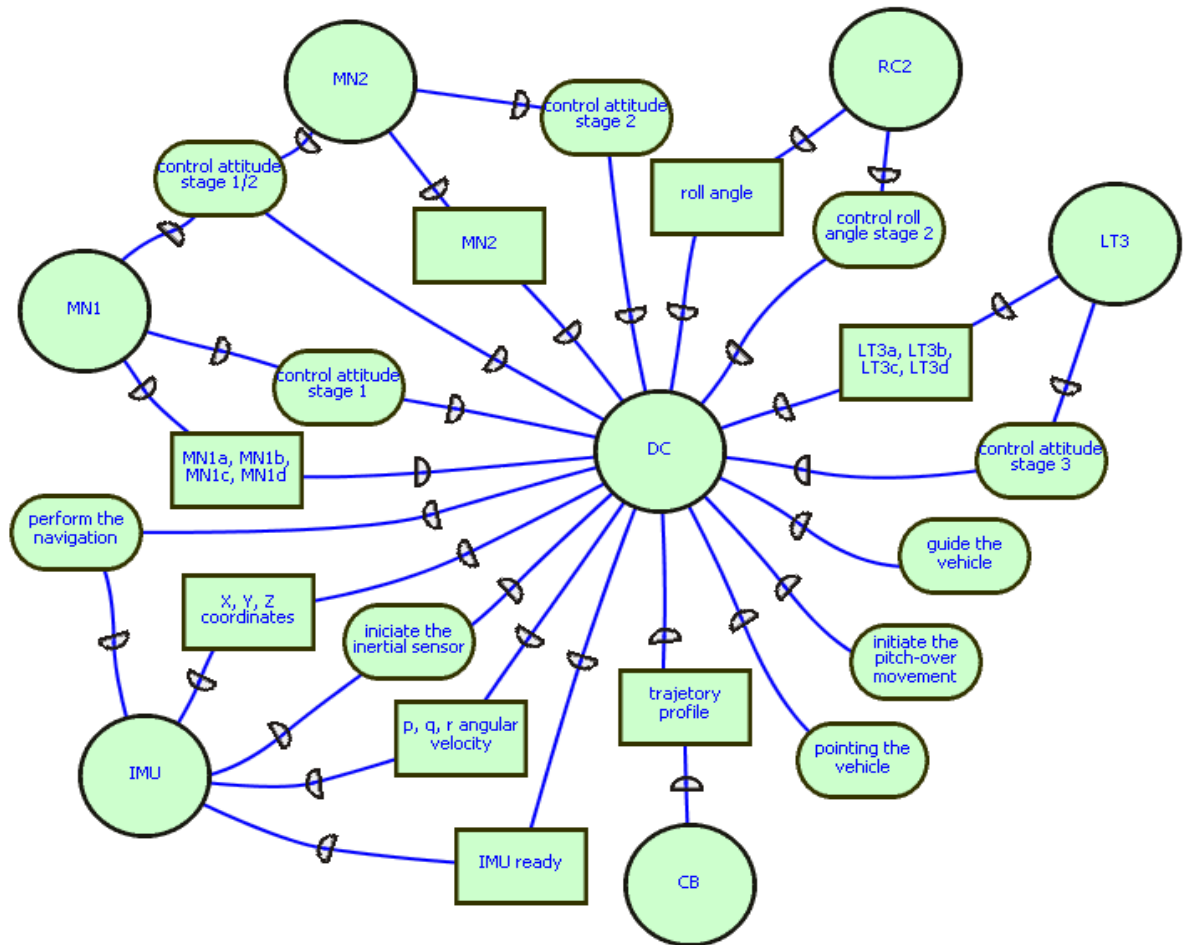 MN2
RC2
control attitude
stage 2
control attitude
stage 1/2
roll angle
control roll
angle stage 2
MN2
LT3
MN1
LT3a, LT3b,
LT3c, LT3d
control attitude
stage 1
DC
MN1a, MN1b,
MN1c, MN1d
control attitude
stage 3
perform the
navigation
guide the
vehicle
X, Y, Z
coordinates
iniciate the
inertial sensor
initiate the
pitch-over
movement
trajetory
profile
p, q, r angular
velocity
pointing the
vehicle
IMU
IMU ready
CB